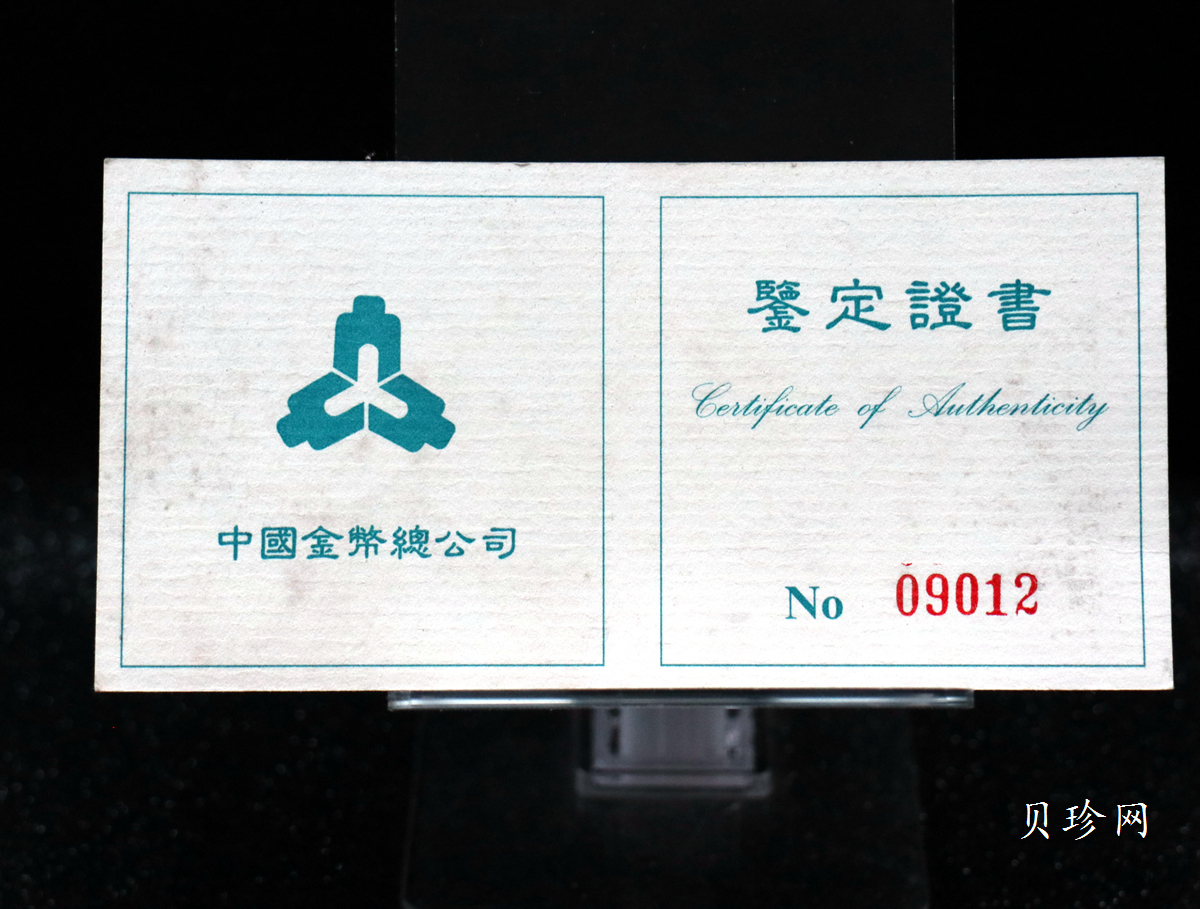 中國金幣總公司
鑒定證書
Certificate of Authenticity
No 09012
贝珍网